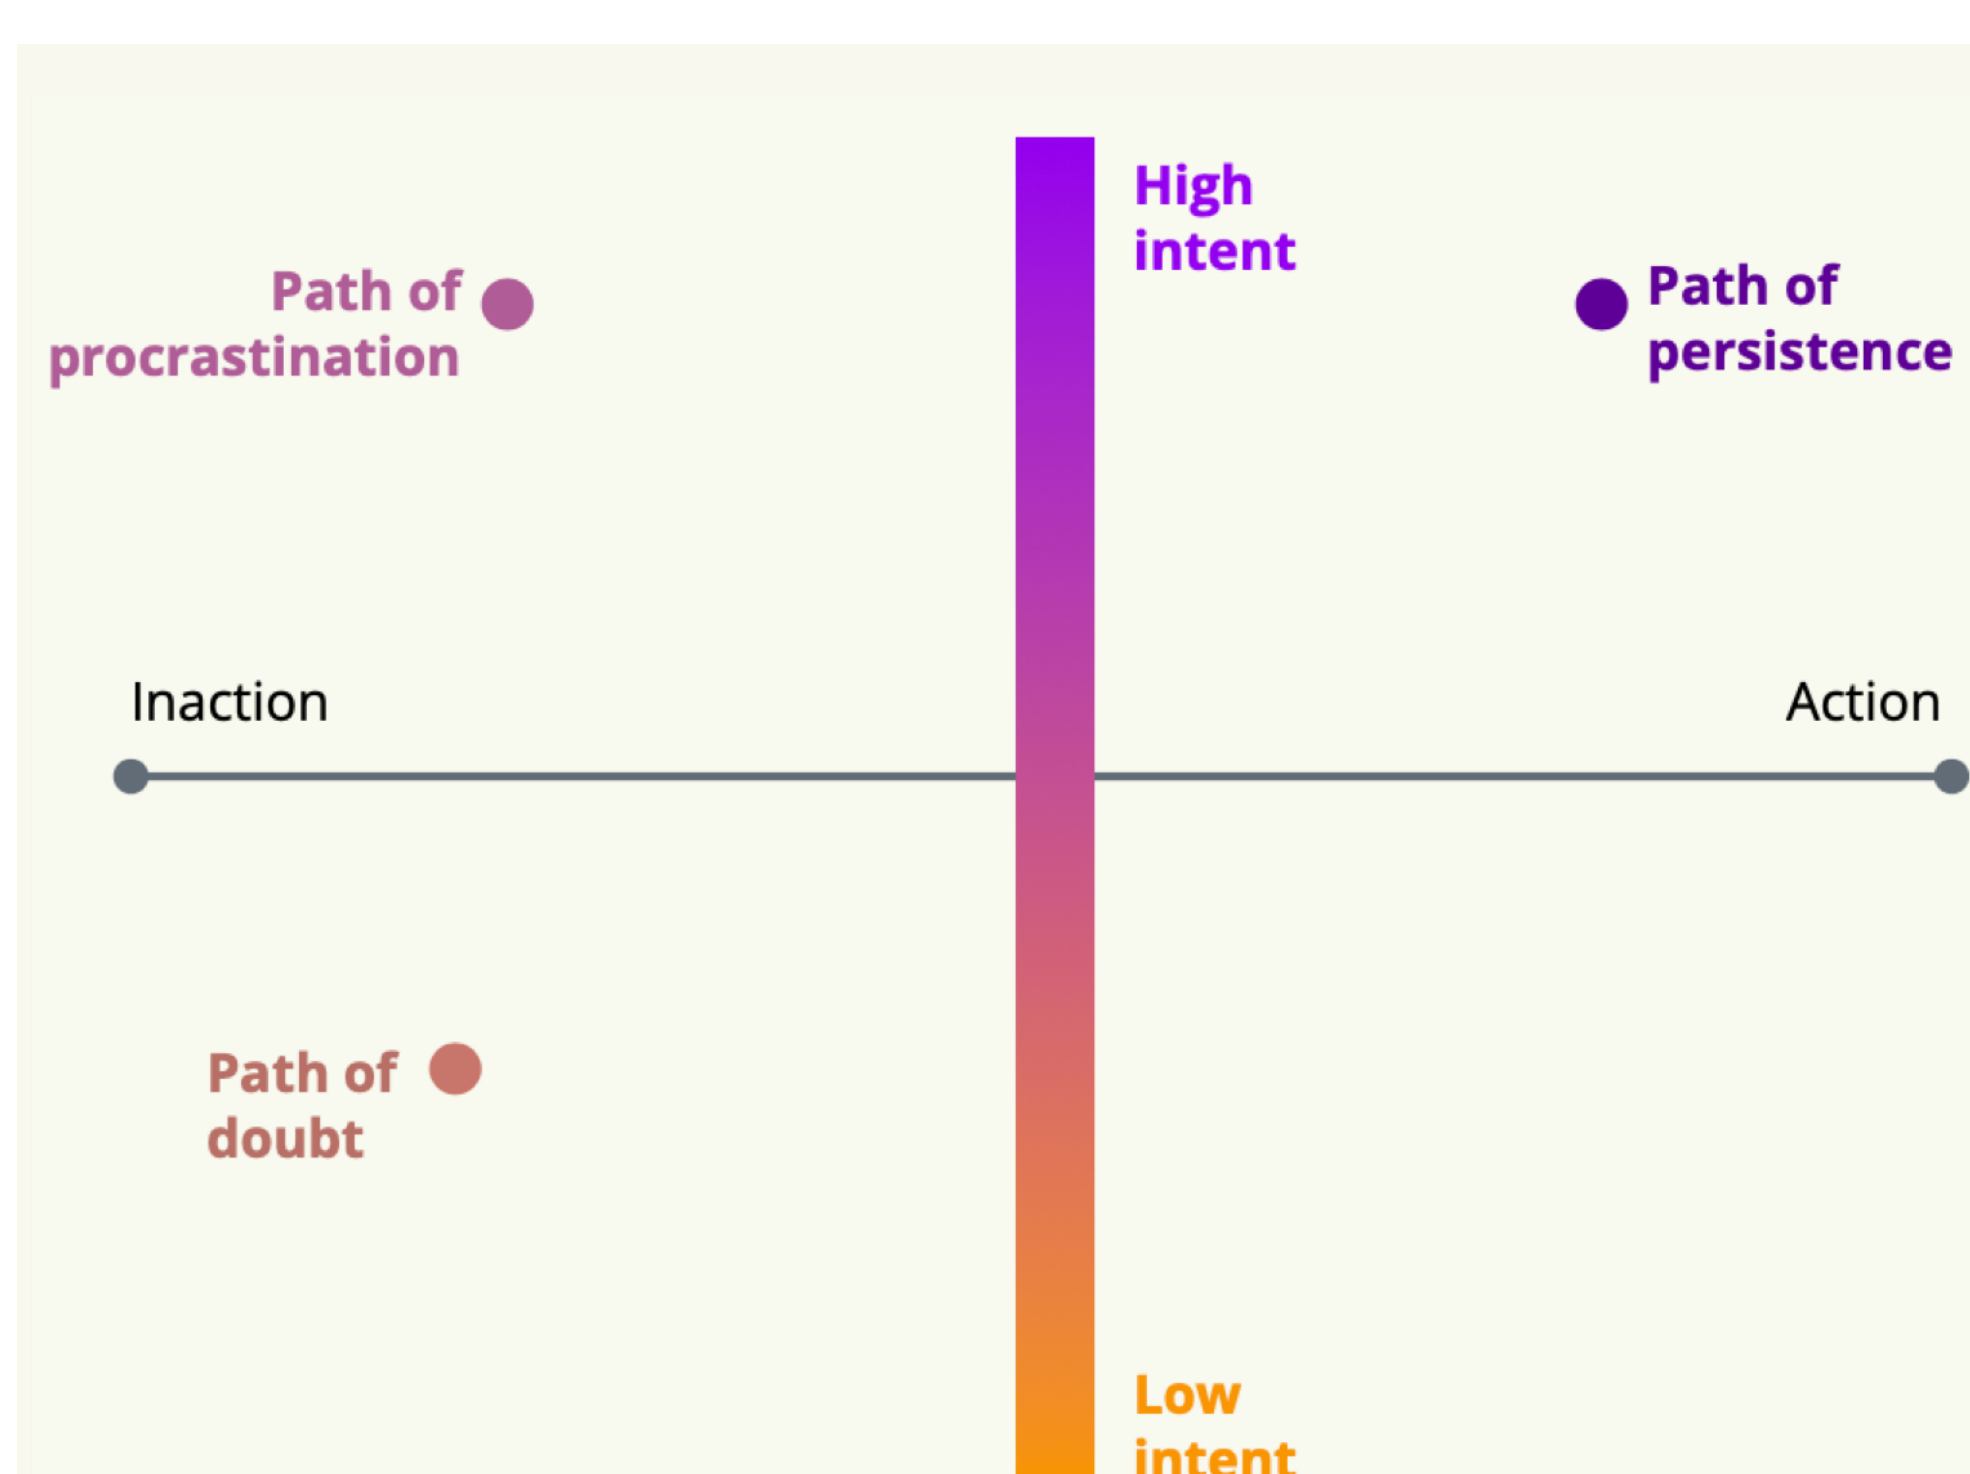 High
intent
Path of
procrastination
Path of
persistence
Inaction
Action
Path of
doubt
Low
intent